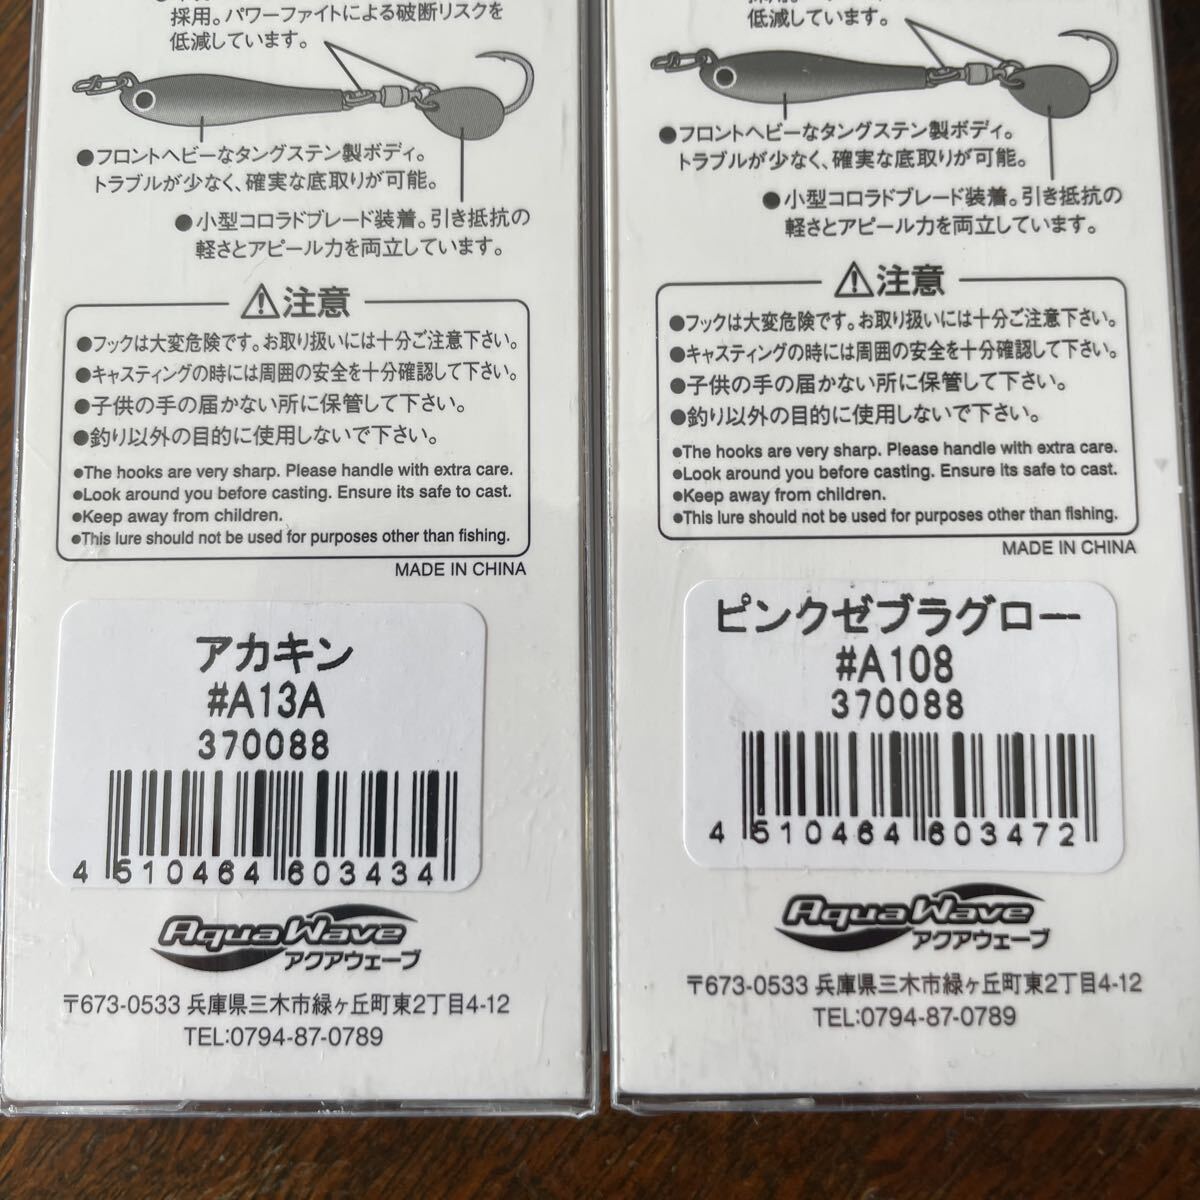 採用。パワーファイトによる破断リスクを
低減しています。
●フロントヘビーなタングステン製ボディ。
トラブルが少なく、確実な底取りが可能。
●小型コロラドブレード装着。引き抵抗の
軽さとアピール力を両立しています。
注意
●フックは大変危険です。お取り扱いには十分ご注意下さい。
●キャスティングの時には周囲の安全を十分確認して下さい。
●子供の手の届かない所に保管して下さい。
●釣り以外の目的に使用しないで下さい。
●The hooks are very sharp. Please handle with extra care.
●Look around you before casting. Ensure its safe to cast.
●Keep away from children.
●This lure should not be used for purposes other than fishing.
MADE IN CHINA
アカキン
#A13A
370088
4 510464 603434
AquaWave
アクアウェーブ
〒673-0533 兵庫県三木市緑ヶ丘町東2丁目4-12
TEL:0794-87-0789
低減しています。
●フロントヘビーなタングステン製ボディ。
トラブルが少なく、確実な底取りが可能。
●小型コロラドブレード装着。引き抵抗の
軽さとアピール力を両立しています。
注意
●フックは大変危険です。お取り扱いには十分ご注意下さい。
●キャスティングの時には周囲の安全を十分確認して下さい。
●子供の手の届かない所に保管して下さい。
●釣り以外の目的に使用しないで下さい。
●The hooks are very sharp. Please handle with extra care.
●Look around you before casting. Ensure its safe to cast.
●Keep away from children.
●This lure should not be used for purposes other than fishing.
MADE IN CHINA
ピンクゼブラグロー
#A108
370088
4 510464 603472
AquaWave
アクアウェーブ
〒673-0533 兵庫県三木市緑ヶ丘町東2丁目4-12
TEL:0794-87-0789